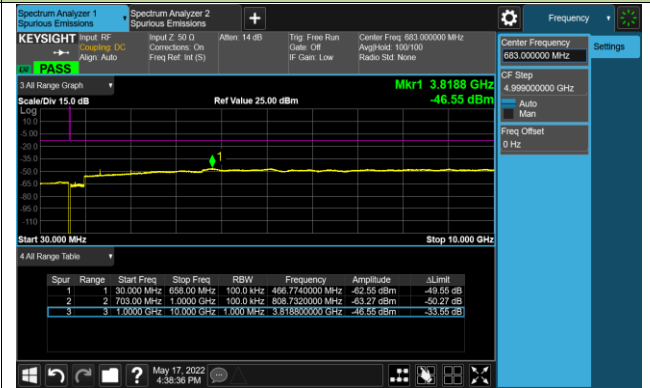 Spectrum Analyzer 1
Spurious Emissions
Spectrum Analyzer 2
Spurious Emissions
Frequency
KEYSIGHT
Input: RF
Coupling: DC
Align: Auto
Input Z: 50 Ω
Corrections: On
Freq Ref: Int (S)
Atten: 14 dB
Trig: Free Run
Gate: Off
IF Gain: Low
Center Freq: 683.000000 MHz
Avg|Hold: 100/100
Radio Std: None
PASS
Center Frequency
683.000000 MHz
Settings
CF Step
4.999000000 GHz
Auto
Man
Freq Offset
0 Hz
3 All Range Graph
Mkr1 3.8188 GHz
Scale/Div 15.0 dB
Ref Value 25.00 dBm
-46.55 dBm
Log
10.0
-5.00
-20.0
-35.0
-50.0
-65.0
-80.0
-95.0
-110
1
Start 30.000 MHz
Stop 10.000 GHz
4 All Range Table
Spur Range Start Freq Stop Freq RBW Frequency Amplitude ΔLimit
1 1 30.000 MHz 658.00 MHz 100.0 kHz 466.7740000 MHz -62.55 dBm -49.55 dB
2 2 703.00 MHz 1.0000 GHz 100.0 kHz 808.7320000 MHz -63.27 dBm -50.27 dB
3 3 1.0000 GHz 10.000 GHz 1.000 MHz 3.818800000 GHz -46.55 dBm -33.55 dB
May 17, 2022
4:38:36 PM